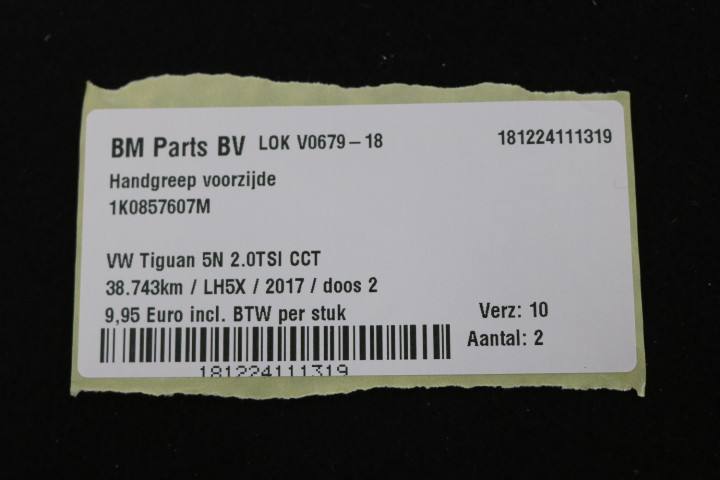 BM Parts BV LOK V0679-18 181224111319
Handgreep voorzijde
1K0857607M
VW Tiguan 5N 2.0TSI CCT
38.743km / LH5X / 2017 / doos 2
9,95 Euro incl. BTW per stuk Verz: 10
Aantal: 2
181224111319